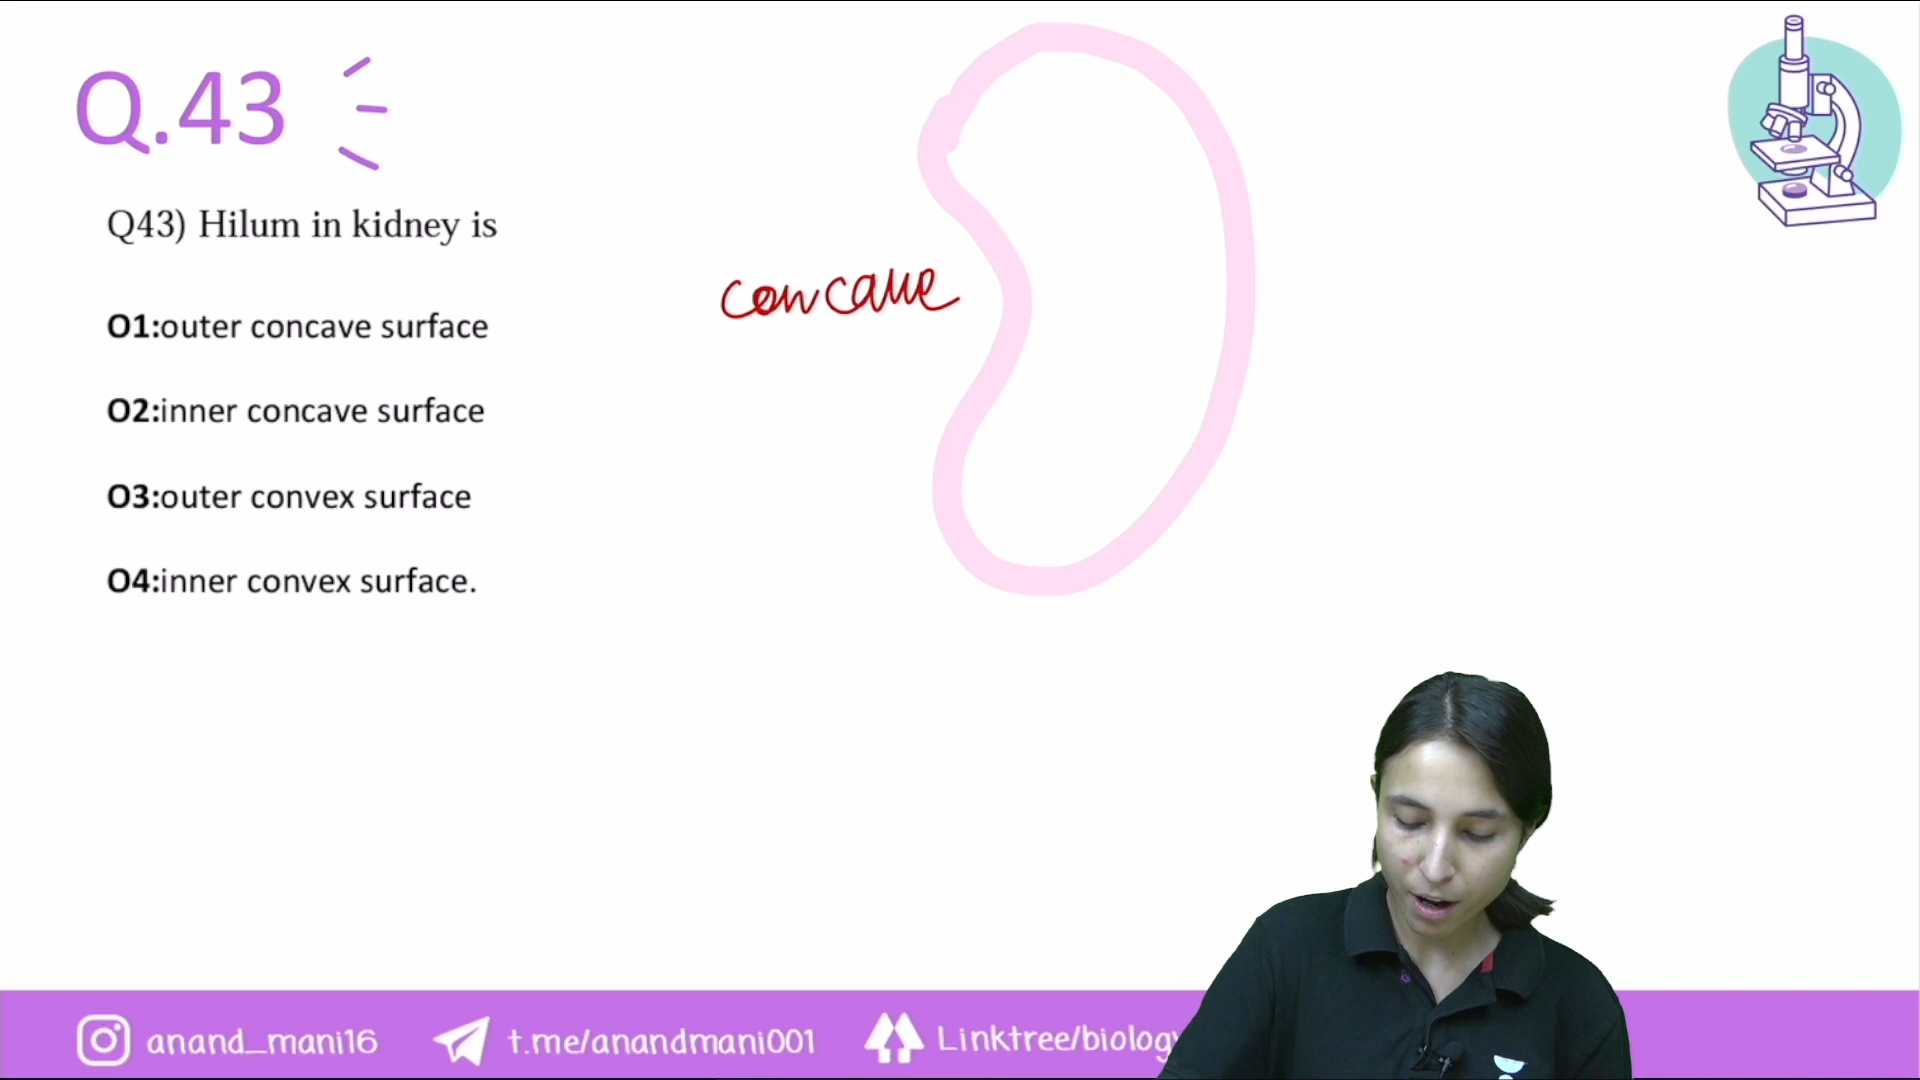 Q.43
Q43) Hilum in kidney is
O1:outer concave surface
O2:inner concave surface
O3:outer convex surface
O4:inner convex surface.
concave
anand_mani16
t.me/anandmani001
Linktree/biology